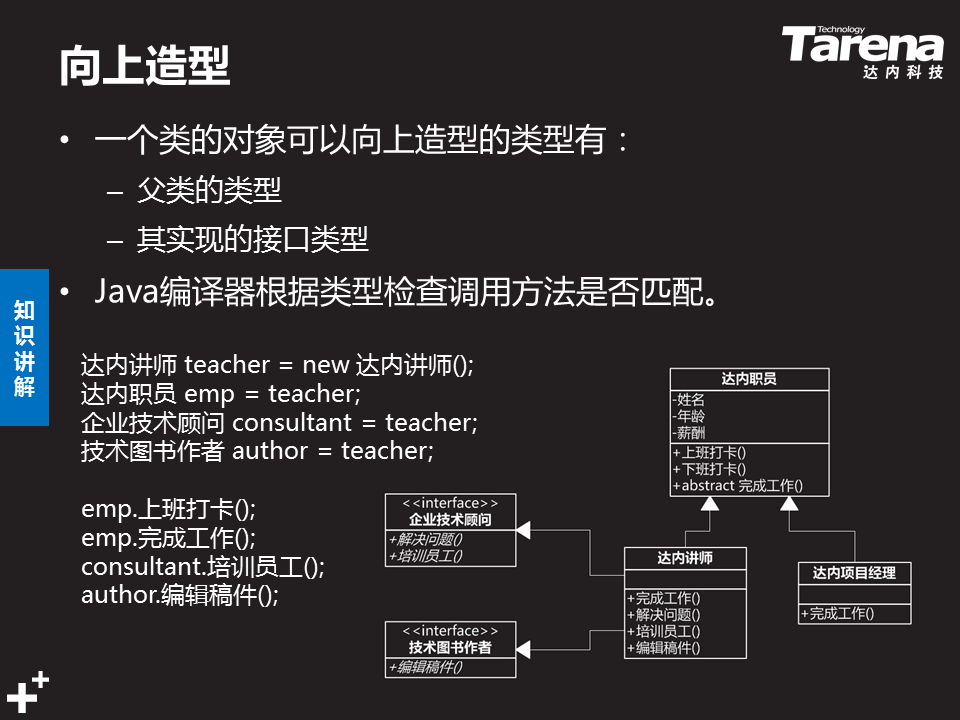 向上造型
Technology
Tarena
达内科技
• 一个类的对象可以向上造型的类型有：
– 父类的类型
– 其实现的接口类型
• Java编译器根据类型检查调用方法是否匹配。
知
识
讲
解
达内讲师 teacher = new 达内讲师();
达内职员 emp = teacher;
企业技术顾问 consultant = teacher;
技术图书作者 author = teacher;
emp.上班打卡();
emp.完成工作();
consultant.培训员工();
author.编辑稿件();
达内职员
-姓名
-年龄
-薪酬
+上班打卡()
+下班打卡()
+abstract 完成工作()
<<interface>>
企业技术顾问
+解决问题()
+培训员工()
达内讲师
+完成工作()
+解决问题()
+培训员工()
+编辑稿件()
达内项目经理
+完成工作()
<<interface>>
技术图书作者
+编辑稿件()